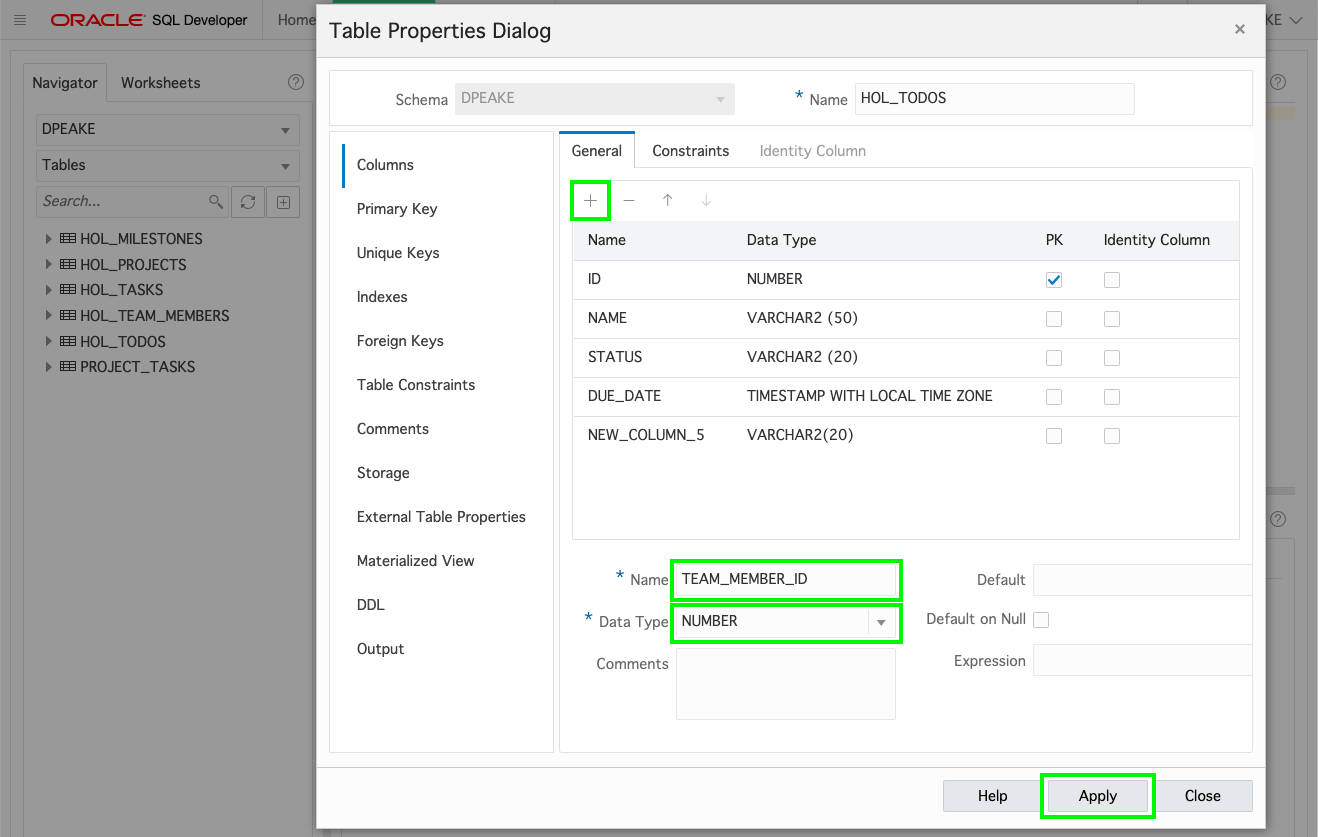 ORACLE® SQL Developer
Home
KE
Navigator
Worksheets
DPEAKE
Tables
Search...
HOL_MILESTONES
HOL_PROJECTS
HOL_TASKS
HOL_TEAM_MEMBERS
HOL_TODOS
PROJECT_TASKS
Table Properties Dialog
Schema
DPEAKE
* Name
HOL_TODOS
Columns
Primary Key
Unique Keys
Indexes
Foreign Keys
Table Constraints
Comments
Storage
External Table Properties
Materialized View
DDL
Output
General
Constraints
Identity Column
Name Data Type PK Identity Column
ID NUMBER
NAME VARCHAR2 (50)
STATUS VARCHAR2 (20)
DUE_DATE TIMESTAMP WITH LOCAL TIME ZONE
NEW_COLUMN_5 VARCHAR2(20)
* Name TEAM_MEMBER_ID
* Data Type NUMBER
Comments
Default
Default on Null
Expression
Help
Apply
Close